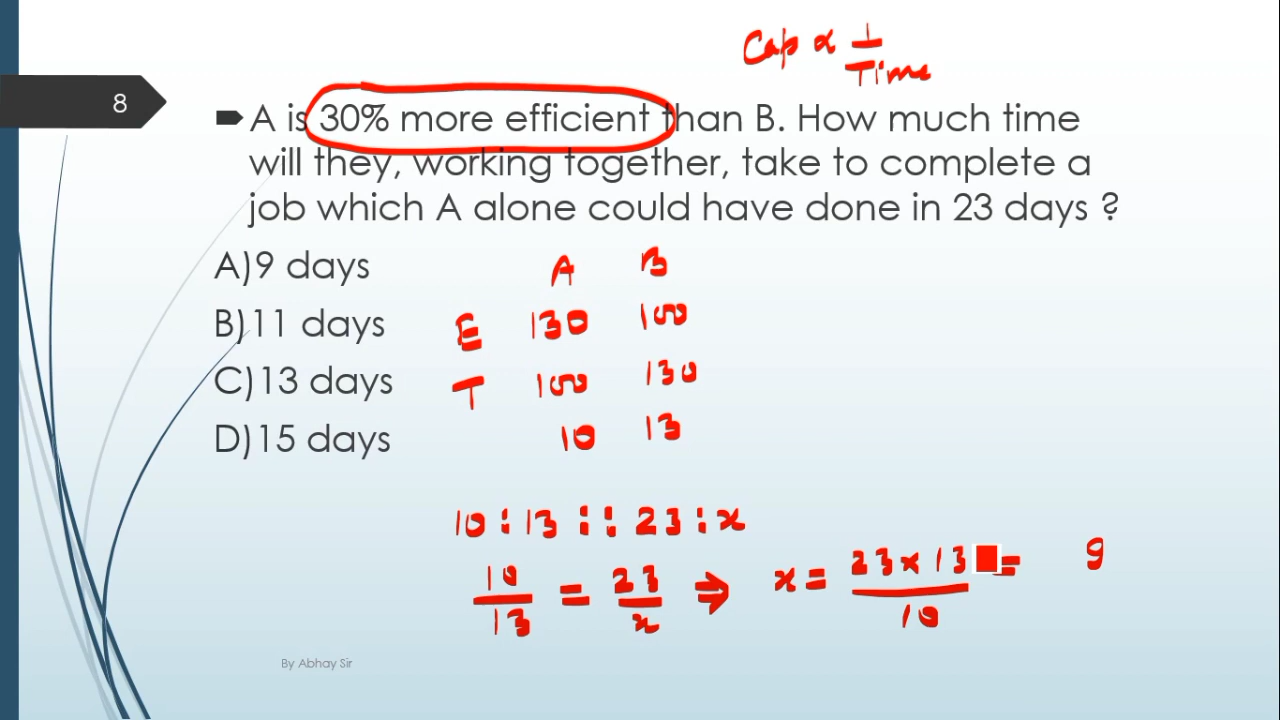 Cap ∝ 1/Time
8
A is 30% more efficient than B. How much time
will they, working together, take to complete a
job which A alone could have done in 23 days ?
A)9 days
B)11 days
C)13 days
D)15 days
A B
E 130 100
T 100 130
10 13
10 : 13 :: 23 : x
10/13 = 23/x ⇒ x = 23 x 13/10 = 9
By Abhay Sir